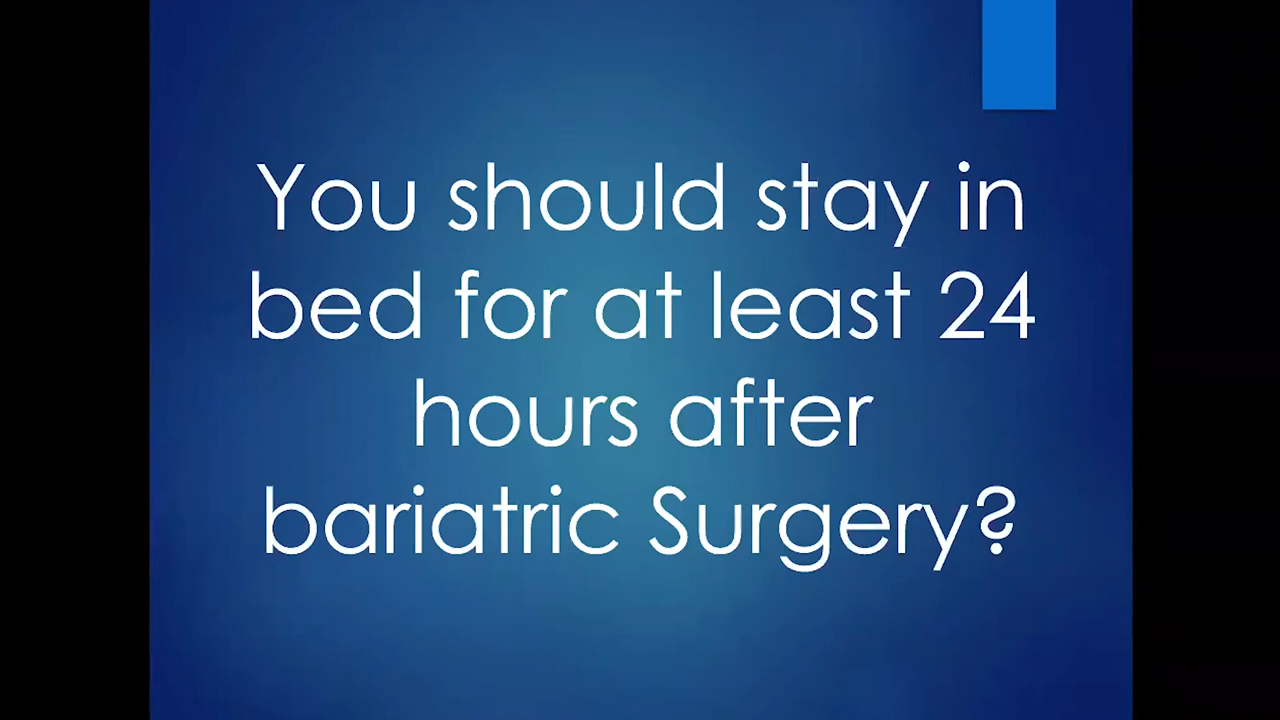 You should stay in
bed for at least 24
hours after
bariatric Surgery?